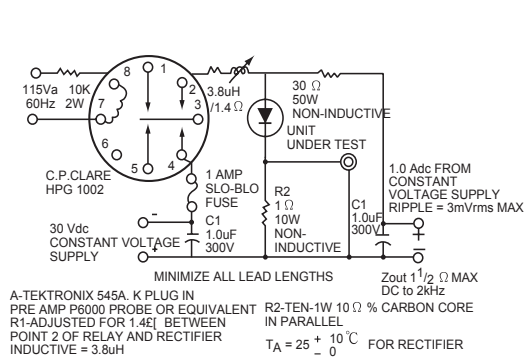 8
1
2
3
4
5
6
7
115Va 10K
60Hz 2W
3.8uH
/1.4 Ω
30 Ω
50W
NON-INDUCTIVE
UNIT
UNDER TEST
C.P.CLARE
HPG 1002
1 AMP
SLO-BLO
FUSE
R2
1 Ω
10W
NON-
INDUCTIVE
C1
1.0uF
300V
1.0 Adc FROM
CONSTANT
VOLTAGE SUPPLY
RIPPLE = 3mVrms MAX
+
–
-
30 Vdc
CONSTANT VOLTAGE
SUPPLY
+
C1
1.0uF
300V
MINIMIZE ALL LEAD LENGTHS
Zout 1 1/2 Ω MAX
DC to 2kHz
A-TEKTRONIX 545A. K PLUG IN
PRE AMP P6000 PROBE OR EQUIVALENT
R1-ADJUSTED FOR 1.4£[ BETWEEN
POINT 2 OF RELAY AND RECTIFIER
INDUCTIVE = 3.8uH
R2-TEN-1W 10 Ω % CARBON CORE
IN PARALLEL
TA = 25 + 10 ℃ FOR RECTIFIER
– 0